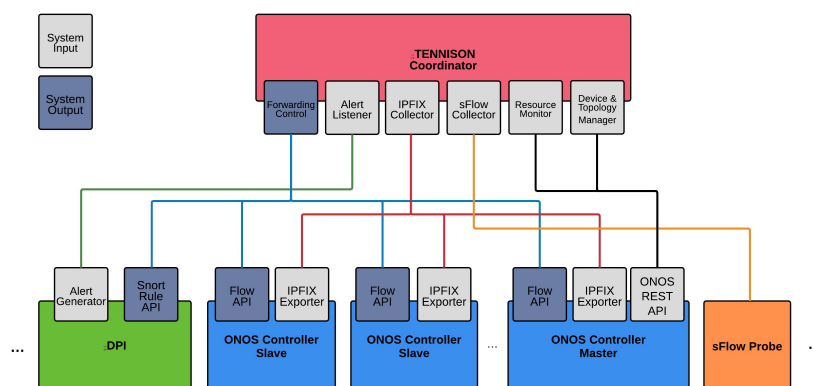 System
Input
System
Output
TENNISON
Coordinator
Forwarding
Control
Alert
Listener
IPFIX
Collector
sFlow
Collector
Resource
Monitor
Device &
Topology
Manager
Alert
Generator
Snort
Rule
API
Flow
API
IPFIX
Exporter
Flow
API
IPFIX
Exporter
Flow
API
IPFIX
Exporter
ONOS
REST
API
...
DPI
ONOS Controller
Slave
ONOS Controller
Slave
...
ONOS Controller
Master
sFlow Probe
.